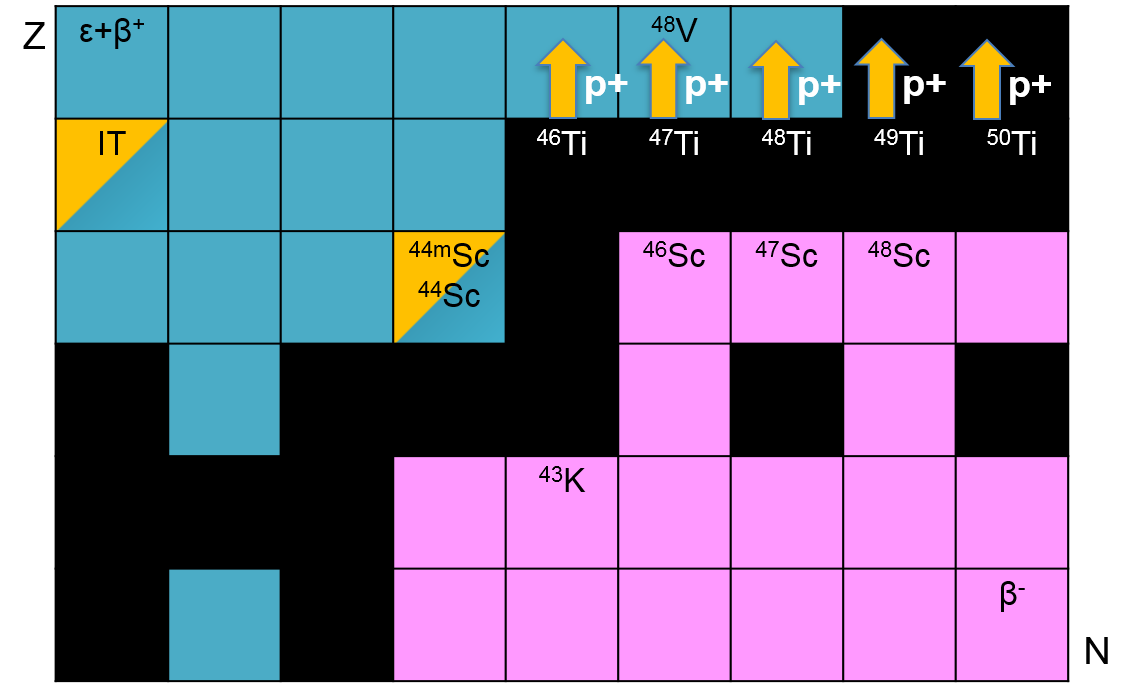 Z
ε+β⁺
⁴⁸V
p+ p+ p+ p+ p+
IT
⁴⁶Ti ⁴⁷Ti ⁴⁸Ti ⁴⁹Ti ⁵⁰Ti
⁴⁴ᵐSc ⁴⁶Sc ⁴⁷Sc ⁴⁸Sc
⁴⁴Sc
⁴³K
β⁻
N